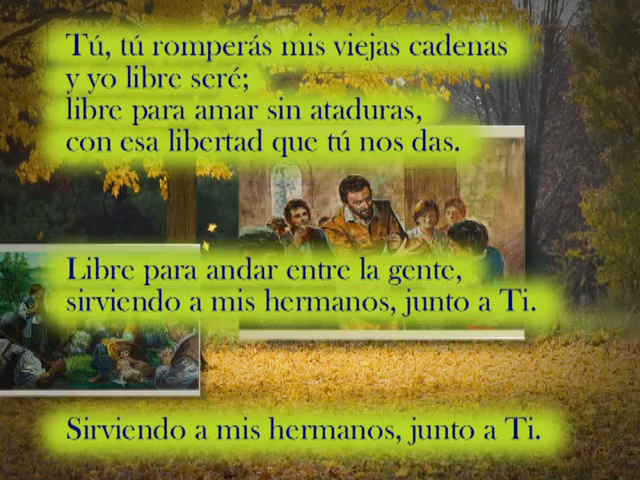 Tú, tú romperás mis viejas cadenas
y yo libre seré;
libre para amar sin ataduras,
con esa libertad que tú nos das.
Libre para andar entre la gente,
sirviendo a mis hermanos, junto a Ti.
Sirviendo a mis hermanos, junto a Ti.